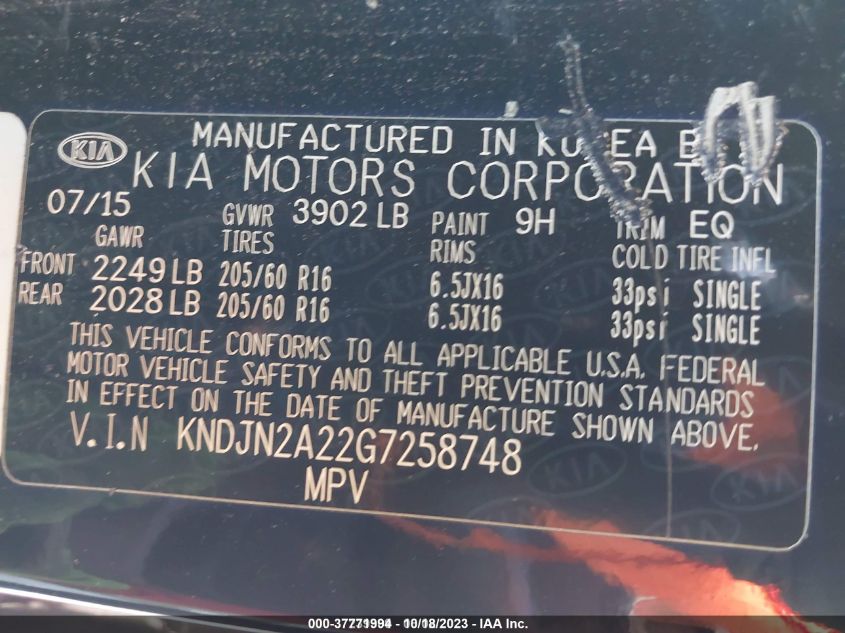 KIA
MANUFACTURED IN KOREA
KIA MOTORS CORPORATION
07/15 GVWR 3902 LB PAINT 9H TRIM EQ
GAWR TIRES RIMS COLD TIRE INFL
FRONT 2249 LB 205/60 R16 6.5JX16 33psi SINGLE
REAR 2028 LB 205/60 R16 6.5JX16 33psi SINGLE
THIS VEHICLE CONFORMS TO ALL APPLICABLE U.S.A. FEDERAL
MOTOR VEHICLE SAFETY AND THEFT PREVENTION STANDARDS
IN EFFECT ON THE DATE OF MANUFACTURE SHOWN ABOVE.
V.I.N KNDJN2A22G7258748
MPV
000-37771994 - 10/18/2023 - IAA Inc.